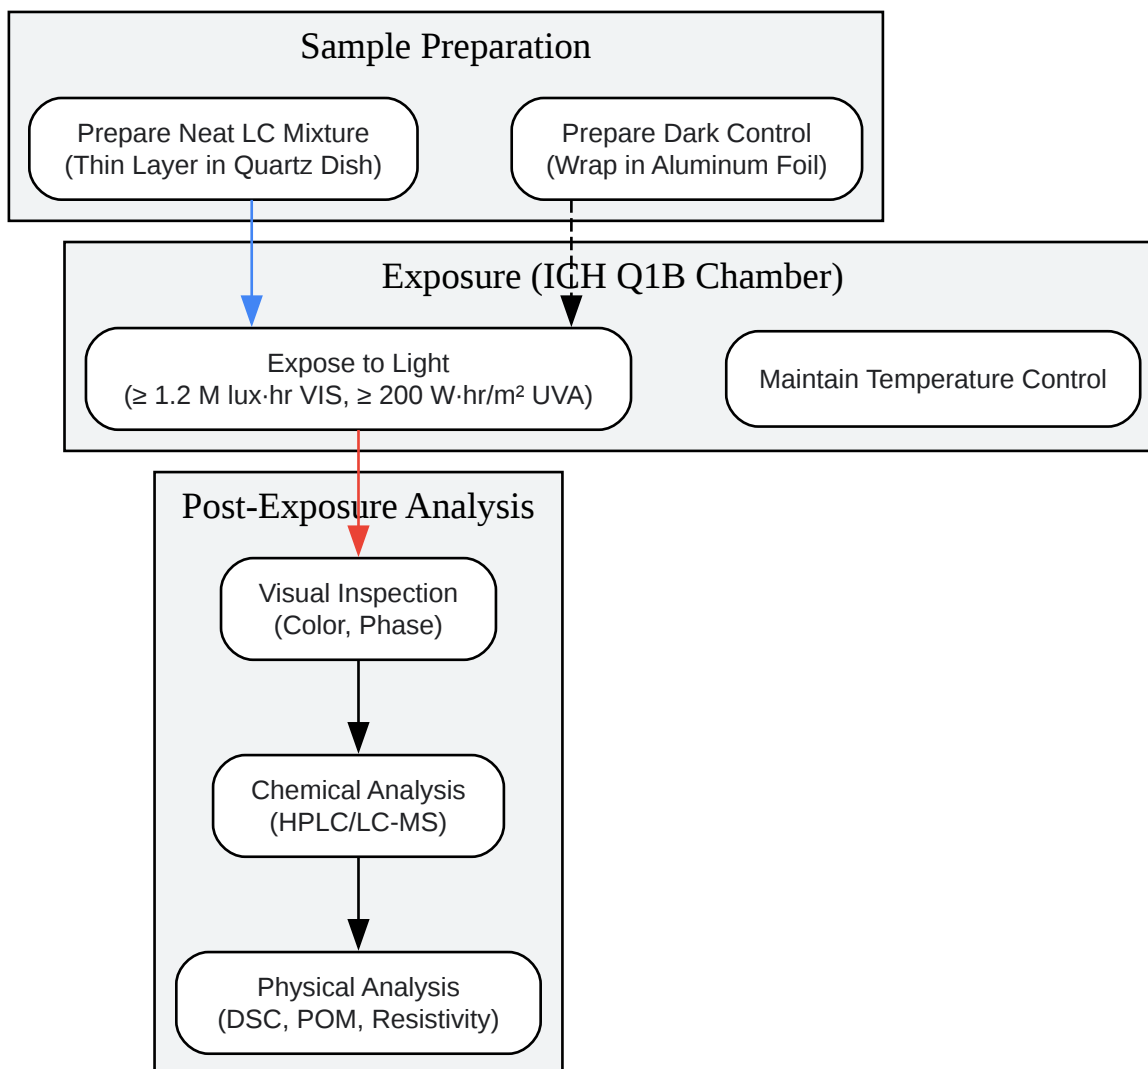 Sample Preparation
Prepare Neat LC Mixture
(Thin Layer in Quartz Dish)
Prepare Dark Control
(Wrap in Aluminum Foil)
Exposure (ICH Q1B Chamber)
Expose to Light
(≥ 1.2 M lux·hr VIS, ≥ 200 W·hr/m² UVA)
Maintain Temperature Control
Post-Exposure Analysis
Visual Inspection
(Color, Phase)
Chemical Analysis
(HPLC/LC-MS)
Physical Analysis
(DSC, POM, Resistivity)